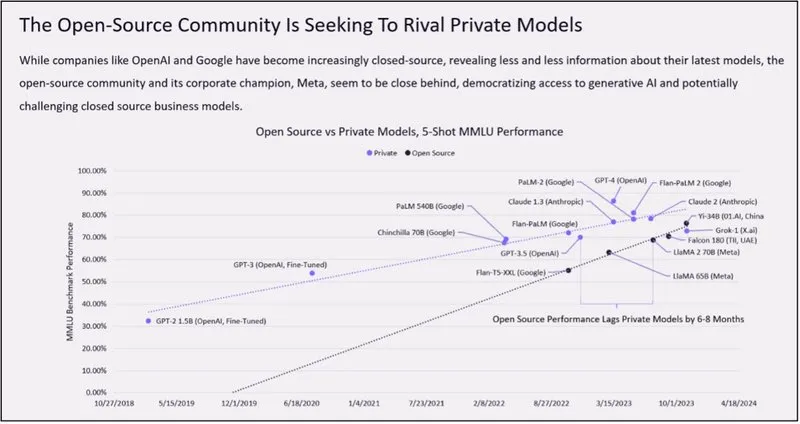 The Open-Source Community Is Seeking To Rival Private Models
While companies like OpenAI and Google have become increasingly closed-source, revealing less and less information about their latest models, the
open-source community and its corporate champion, Meta, seem to be close behind, democratizing access to generative AI and potentially
challenging closed source business models.
Open Source vs Private Models, 5-Shot MMLU Performance
Private
Open Source
MMLU Benchmark Performance
100.00%
90.00%
80.00%
70.00%
60.00%
50.00%
40.00%
30.00%
20.00%
10.00%
0.00%
GPT-2 1.5B (OpenAI, Fine-Tuned)
GPT-3 (OpenAI, Fine-Tuned)
PaLM 540B (Google)
Chinchilla 70B (Google)
PaLM-2 (Google)
GPT-4 (OpenAI)
Flan-PaLM 2 (Google)
Claude 1.3 (Anthropic)
Claude 2 (Anthropic)
Flan-PaLM (Google)
Yi-34B (01.AI, China
Grok-1 (X.ai)
GPT-3.5 (OpenAI)
Falcon 180 (TII, UAE)
LlaMA 2 70B (Meta)
Flan-T5-XXL (Google)
LlaMA 65B (Meta)
Open Source Performance Lags Private Models by 6-8 Months
10/27/2018
5/15/2019
12/1/2019
6/18/2020
1/4/2021
7/23/2021
2/8/2022
8/27/2022
3/15/2023
10/1/2023
4/18/2024